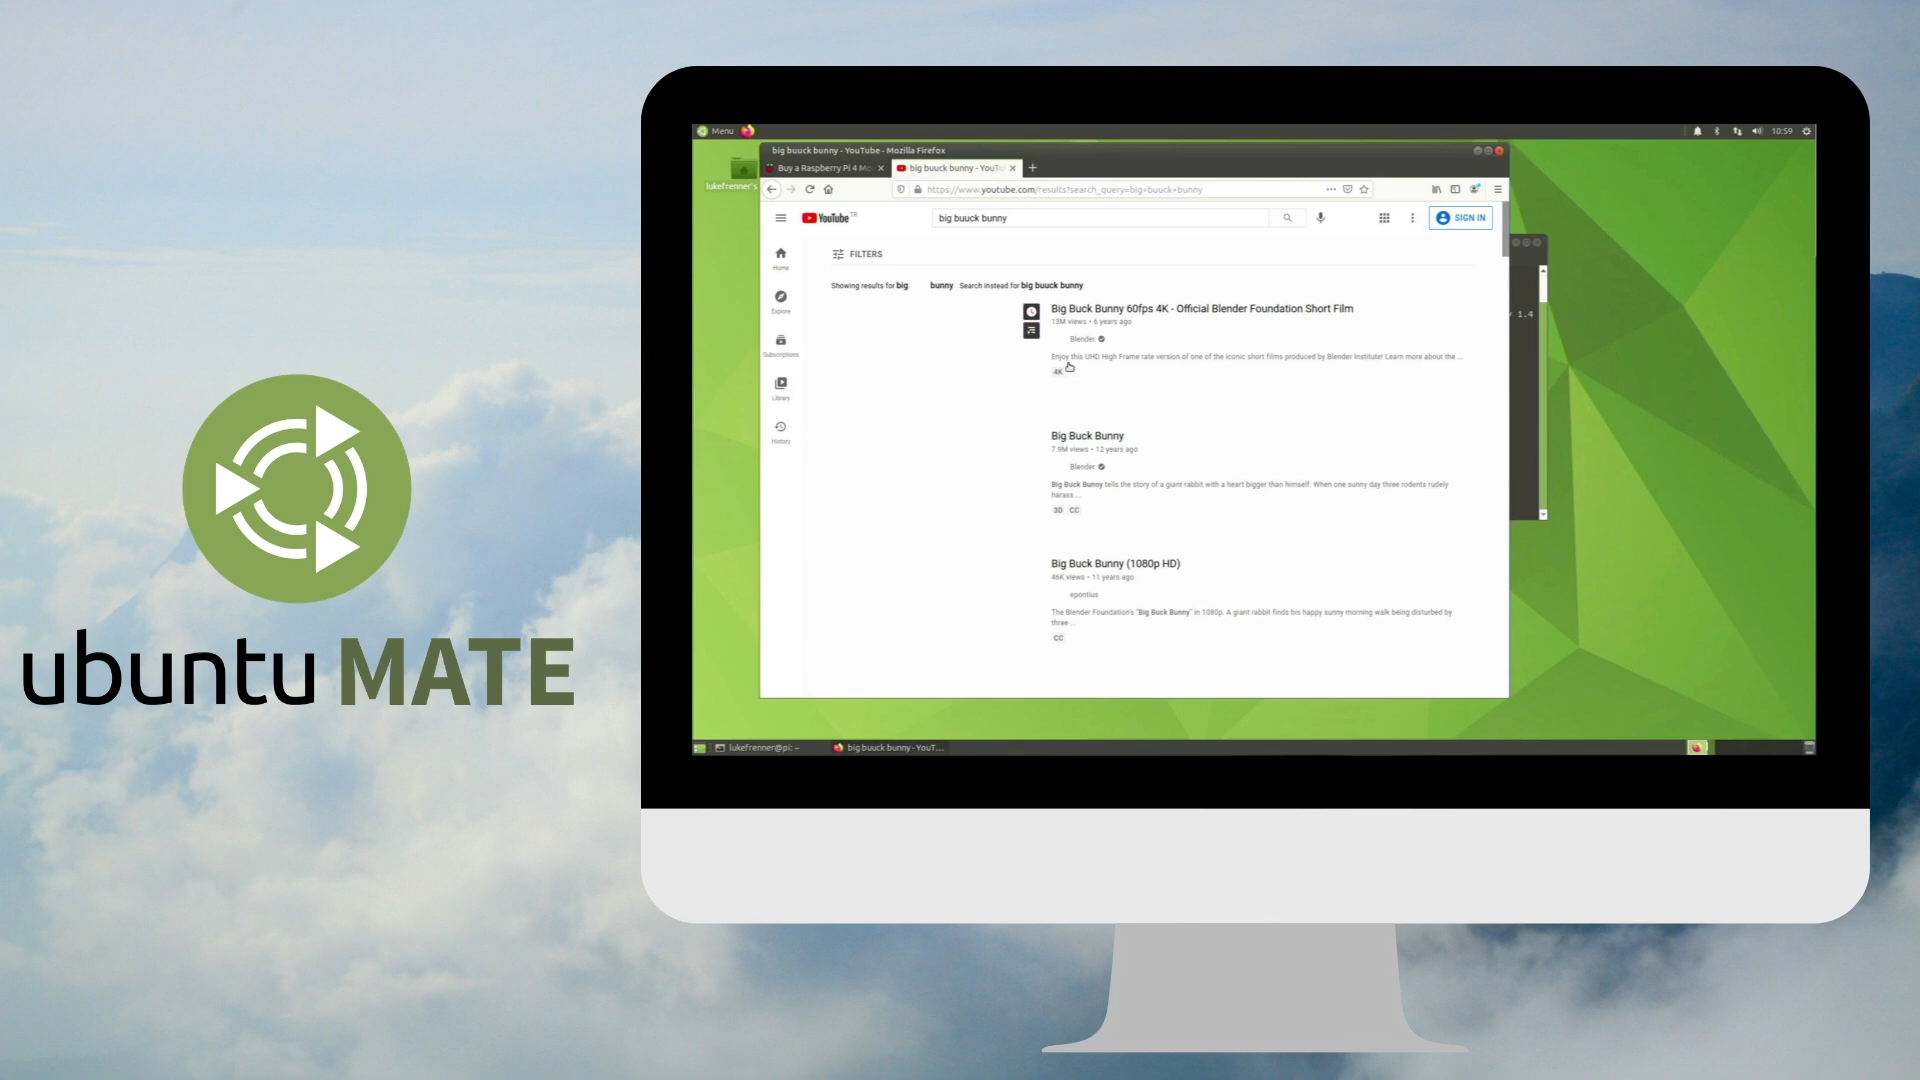 ubuntu MATE
Menu
10:59
lukefrenner's
big buuck bunny - YouTube - Mozilla Firefox
Buy a Raspberry Pi 4 Mo
big buuck bunny - YouTu
https://www.youtube.com/results?search_query=big+buuck+bunny
YouTube TR
big buuck bunny
SIGN IN
Home
Explore
Subscriptions
Library
History
FILTERS
Showing results for big bunny Search instead for big buuck bunny
Big Buck Bunny 60fps 4K - Official Blender Foundation Short Film
13M views • 6 years ago
Blender
Enjoy this UHD High Frame rate version of one of the iconic short films produced by Blender Institute! Learn more about the ...
4K
Big Buck Bunny
7.9M views • 12 years ago
Blender
Big Buck Bunny tells the story of a giant rabbit with a heart bigger than himself. When one sunny day three rodents rudely
harass ...
3D CC
Big Buck Bunny (1080p HD)
46K views • 11 years ago
epontius
The Blender Foundation's "Big Buck Bunny" in 1080p. A giant rabbit finds his happy sunny morning walk being disturbed by
three ...
CC
1.4
lukefrenner@pi: ~
big buuck bunny - YouT...